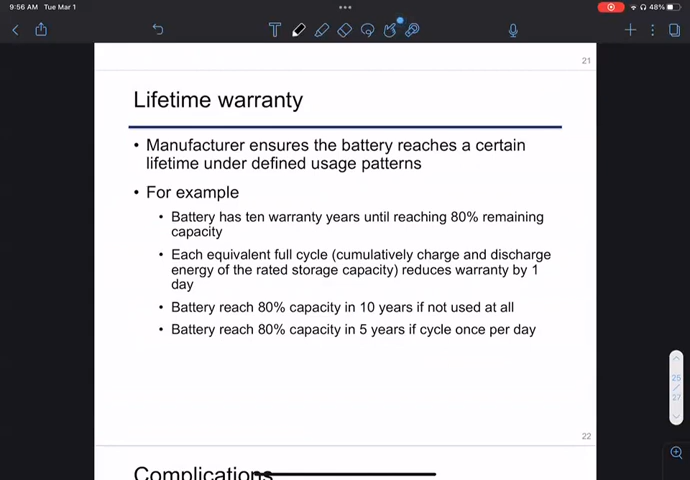 9:56 AM Tue Mar 1
48%
21
Lifetime warranty
• Manufacturer ensures the battery reaches a certain
lifetime under defined usage patterns
• For example
• Battery has ten warranty years until reaching 80% remaining
capacity
• Each equivalent full cycle (cumulatively charge and discharge
energy of the rated storage capacity) reduces warranty by 1
day
• Battery reach 80% capacity in 10 years if not used at all
• Battery reach 80% capacity in 5 years if cycle once per day
25
/
27
22
Complications